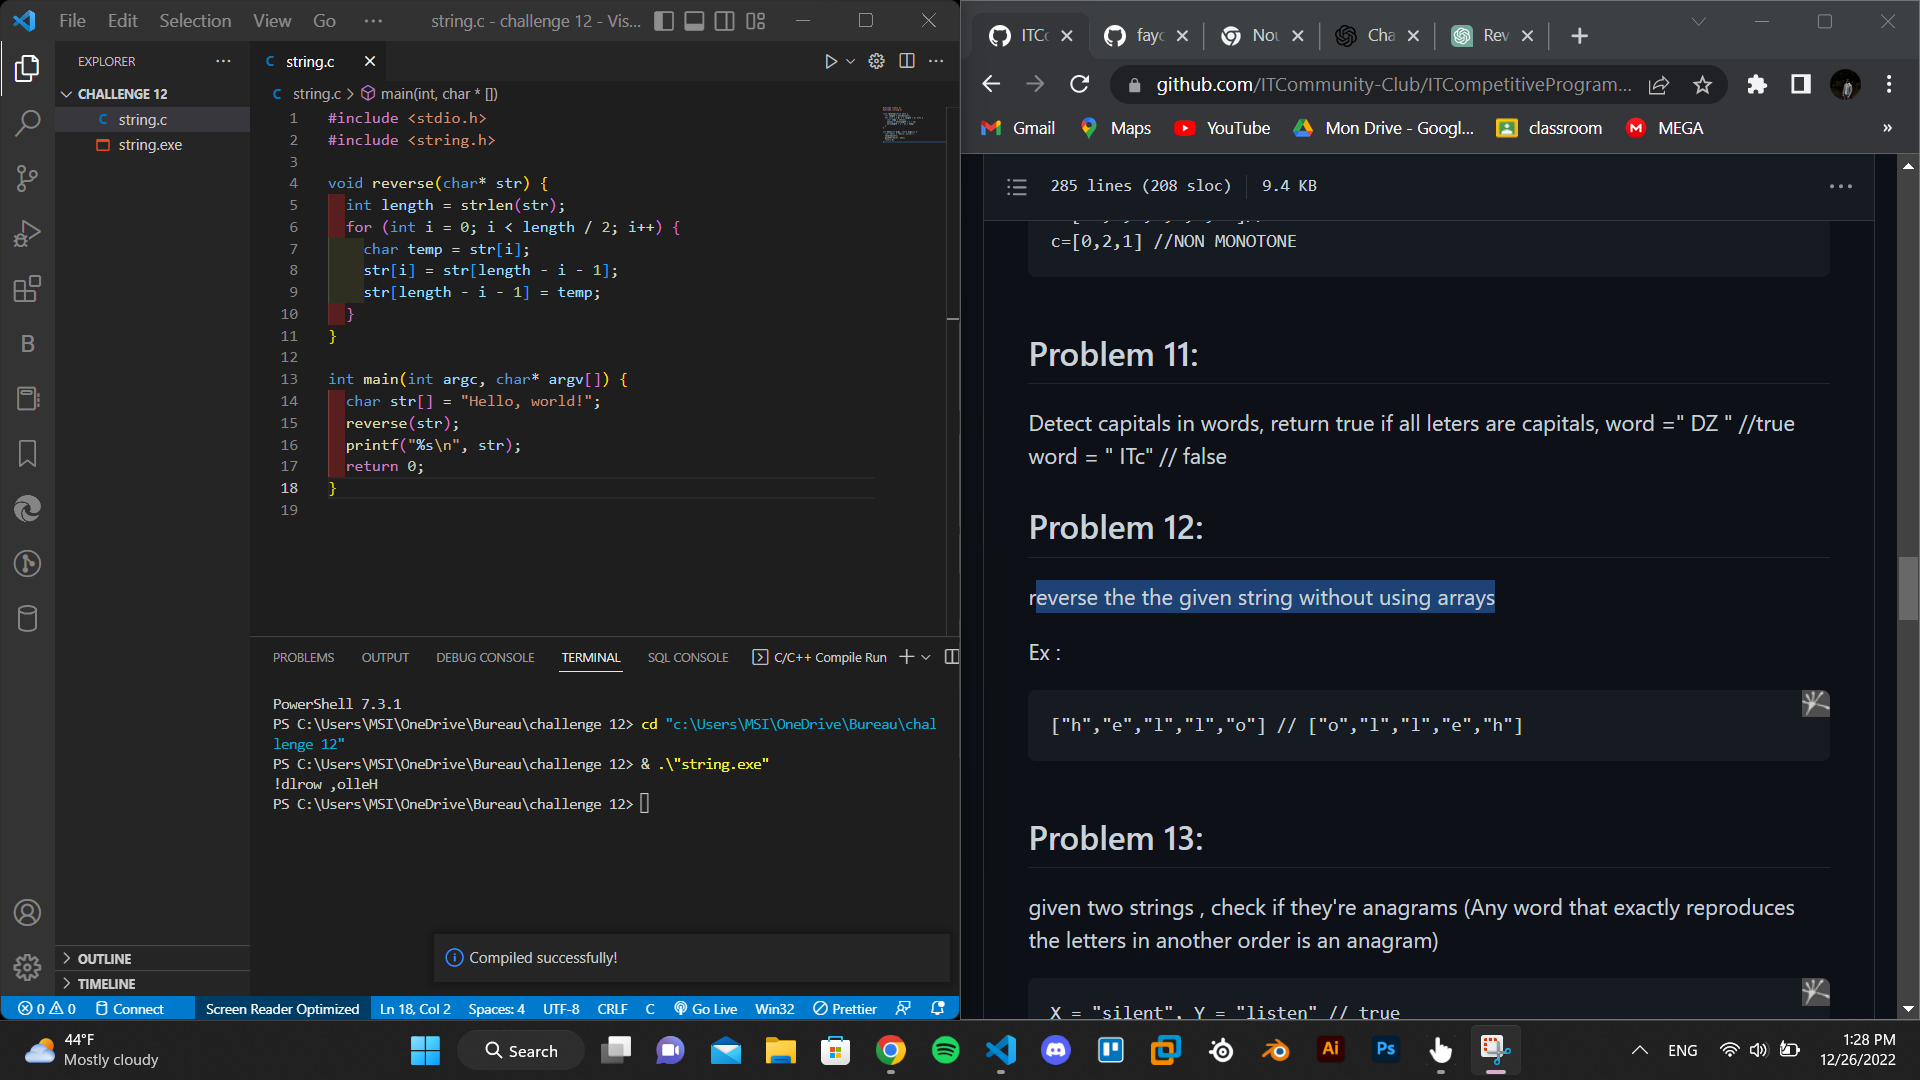 File Edit Selection View Go ··· string.c - challenge 12 - Vis...
EXPLORER ···
CHALLENGE 12
C string.c
string.exe
OUTLINE
TIMELINE
C string.c
C string.c > main(int, char * [])
1 #include <stdio.h>
2 #include <string.h>
3
4 void reverse(char* str) {
5 int length = strlen(str);
6 for (int i = 0; i < length / 2; i++) {
7 char temp = str[i];
8 str[i] = str[length - i - 1];
9 str[length - i - 1] = temp;
10 }
11 }
12
13 int main(int argc, char* argv[]) {
14 char str[] = "Hello, world!";
15 reverse(str);
16 printf("%s\n", str);
17 return 0;
18 }
19
PROBLEMS OUTPUT DEBUG CONSOLE TERMINAL SQL CONSOLE C/C++ Compile Run
PowerShell 7.3.1
PS C:\Users\MSI\OneDrive\Bureau\challenge 12> cd "c:\Users\MSI\OneDrive\Bureau\chal
lenge 12"
PS C:\Users\MSI\OneDrive\Bureau\challenge 12> & .\"string.exe"
!dlrow ,olleH
PS C:\Users\MSI\OneDrive\Bureau\challenge 12>
Compiled successfully!
0 0 Connect Screen Reader Optimized Ln 18, Col 2 Spaces: 4 UTF-8 CRLF C Go Live Win32 Prettier
ITCo fayc Nou Cha Rev
github.com/ITCommunity-Club/ITCompetitiveProgram...
Gmail Maps YouTube Mon Drive - Googl... classroom MEGA »
285 lines (208 sloc) 9.4 KB
c=[0,2,1] //NON MONOTONE
Problem 11:
Detect capitals in words, return true if all leters are capitals, word =" DZ " //true
word = " ITc" // false
Problem 12:
reverse the the given string without using arrays
Ex :
["h","e","l","l","o"] // ["o","l","l","e","h"]
Problem 13:
given two strings , check if they're anagrams (Any word that exactly reproduces
the letters in another order is an anagram)
X = "silent", Y = "listen" // true
44°F
Mostly cloudy
Search
Ai
Ps
ENG
1:28 PM
12/26/2022